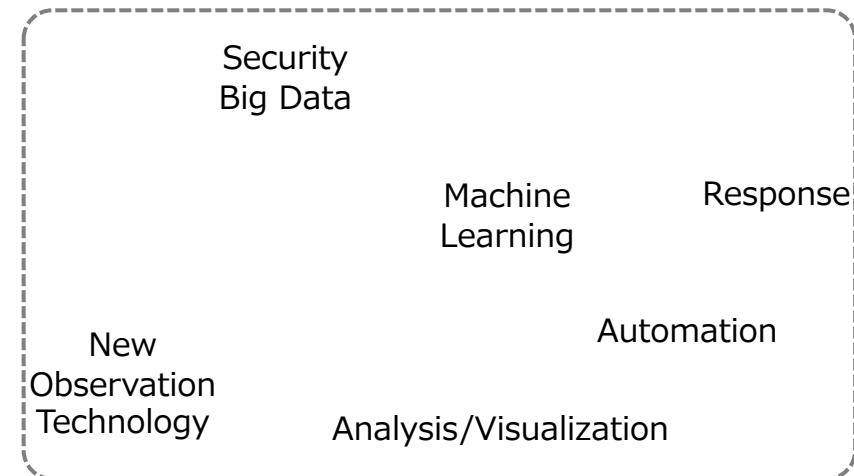 Security
Big Data
Machine
Learning
Response
Automation
New
Observation
Technology
Analysis/Visualization